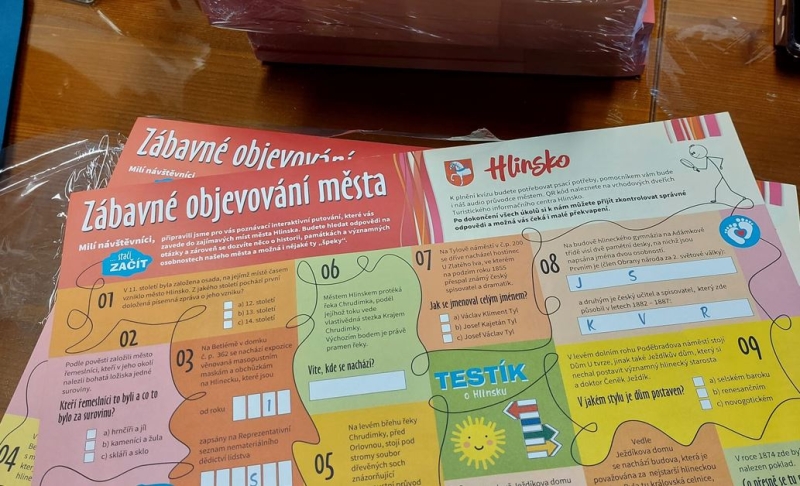 Zábavné objevování
Milí návštěvníci,
Zábavné objevování města
Milí návštěvníci,
stačí
ZAČÍT
připravili jsme pro vás poznávací interaktivní putování, které vás
zavede do zajímavých míst města Hlinska. Budete hledat odpovědi na
otázky a zároveň se dozvíte něco o historii, památkách a významných
osobnostech našeho města a možná i nějaké ty „špeky“.
Hlinsko
K plnění kvízu budete potřebovat psací potřeby, pomocníkem vám bude
i náš audio průvodce městem. QR kód naleznete na vchodových dveřích
Turistického informačního centra Hlinsko.
Po dokončení všech úkolů si k nám můžete přijít zkontrolovat správné
odpovědi a možná vás čeká i malé překvapení.
01
V 11. století byla založena osada, na jejímž místě časem
vzniklo město Hlinsko. Z jakého století pochází první
doložená písemná zpráva o jeho vzniku?
a) 12. století
b) 13. století
c) 14. století
02
Podle pověsti založili město
řemeslníci, kteří v okolí
nalezli bohatá ložiska jedné
suroviny.
Kteří řemeslníci to byli a co to
bylo za surovinu?
a) hrnčíři a jíl
b) kameníci a žula
c) skláři a sklo
03
Na Betlémě v domku
č. p. 362 se nachází expozice
věnovaná masopustním
maskám a obchůzkám
na Hlinecku, které jsou
od roku
1
zapsány na Reprezentativní
seznam nemateriálního
dědictví lidstva
S
04
05
Na levém břehu řeky
Chrudimky, před
Orlovnou, stojí pod
stromy soubor
dřevěných soch
znázorňující
06
Městem Hlinskem protéká
řeka Chrudimka, podél
jejíhož toku vede
vlastivědná stezka Krajem
Chrudimky.
Výchozím bodem je právě
pramen řeky.
Víte, kde se nachází?
07
Na Tylově náměstí v č.p. 200
se dříve nacházel hostinec
U Zlatého lva, ve kterém
na podzim roku 1855
přespal známý český
spisovatel a dramatik.
Jak se jmenoval celým jménem?
a) Václav Kliment Tyl
b) Josef Kajetán Tyl
c) Josef Václav Tyl
08
Na budově hlineckého gymnázia na Adámkově
třídě visí dvě pamětní desky, na nichž jsou
napsána jména dvou osobností.
Prvním je (člen Obrany národa za 2. světové války):
J S
a druhým je český učitel a spisovatel, který zde
působil v letech 1882 – 1887:
K V R
TESTÍK
o Hlinsku
09
V levém dolním rohu Poděbradova náměstí stojí
Dům U tvrze, jinak také Ježdíkův dům, který si
nechal postavit významný hlinecký starosta
a doktor Čeněk Ježdík.
V jakém stylu je dům postaven?
a) selském baroku
b) renesančním
c) novogotickém
Vedle
Ježdíkova domu
se nachází budova, která je
považována za nejstarší hlineckou
V roce 1874 zde byl
nalezen poklad.